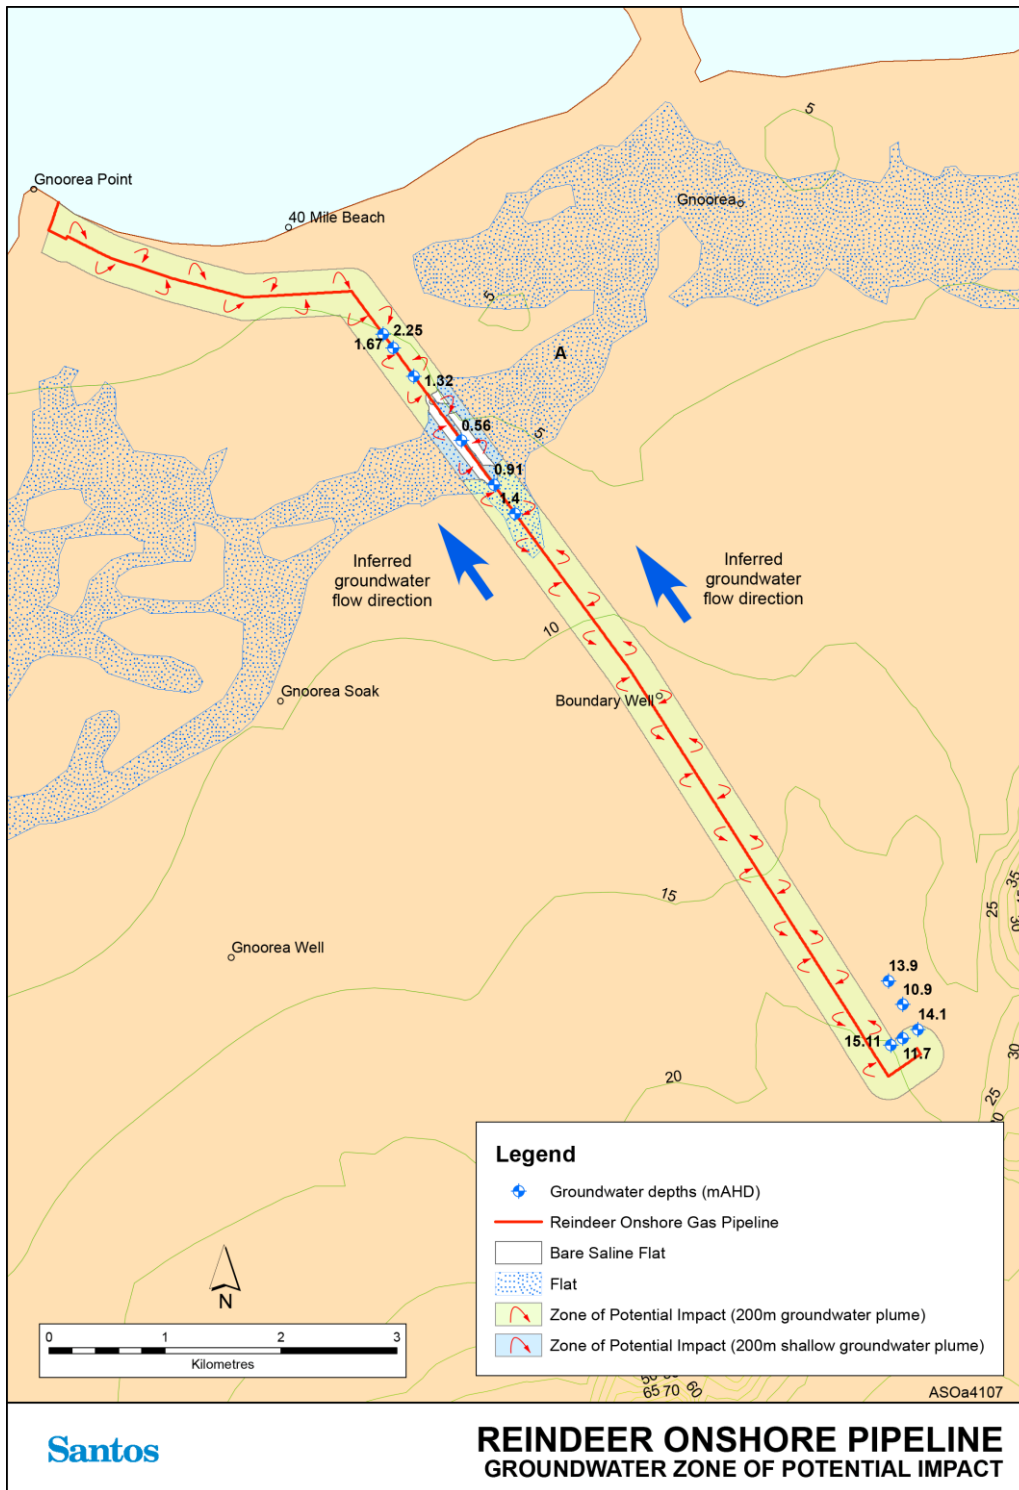 5
Gnoorea Point
Gnoorea
40 Mile Beach
5
2.25
1.67
A
1.32
0.56
5
0.91
1.4
Inferred
groundwater
flow direction
Inferred
groundwater
flow direction
10
Gnoorea Soak
Boundary Well
15
35
25
30
Gnoorea Well
13.9
10.9
14.1
15.11
11.7
30
20
25
Legend
Groundwater depths (mAHD)
Reindeer Onshore Gas Pipeline
Bare Saline Flat
Flat
Zone of Potential Impact (200m groundwater plume)
Zone of Potential Impact (200m shallow groundwater plume)
N
0 1 2 3
Kilometres
65 70
60
ASOa4107
Santos
REINDEER ONSHORE PIPELINE
GROUNDWATER ZONE OF POTENTIAL IMPACT